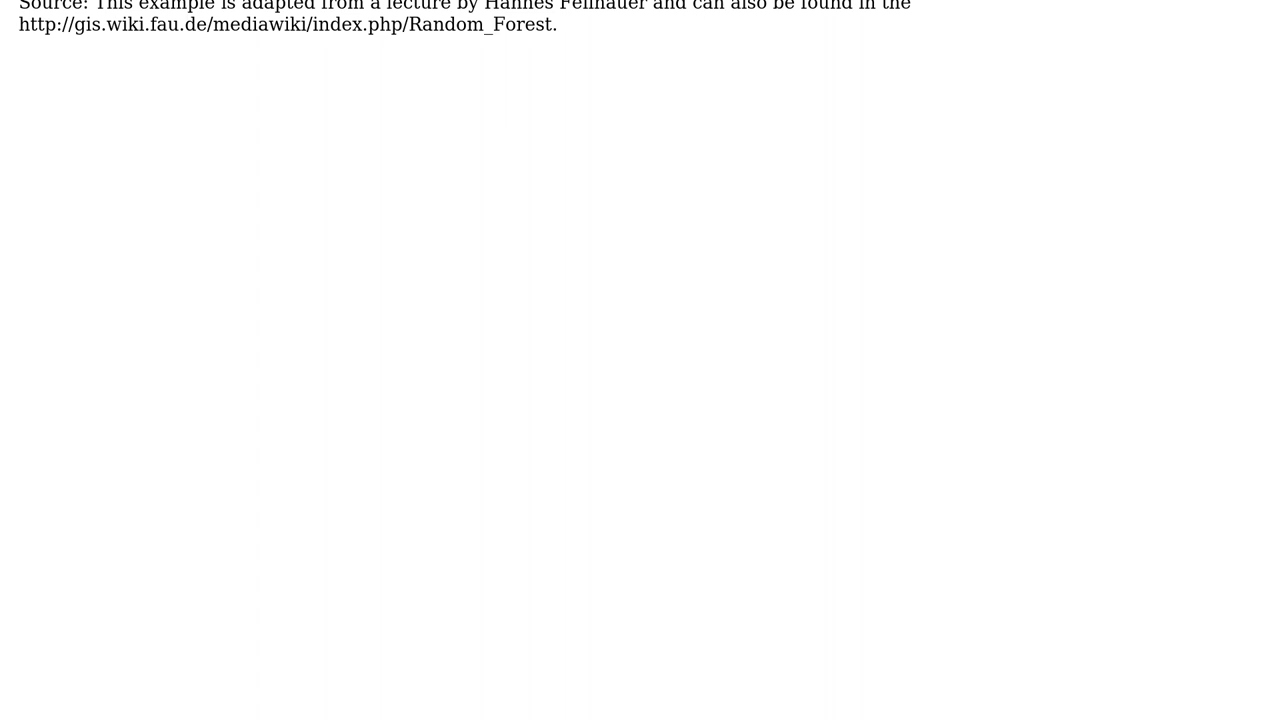 Source: This example is adapted from a lecture by Hannes Feilhauer and can also be found in the
http://gis.wiki.fau.de/mediawiki/index.php/Random_Forest.